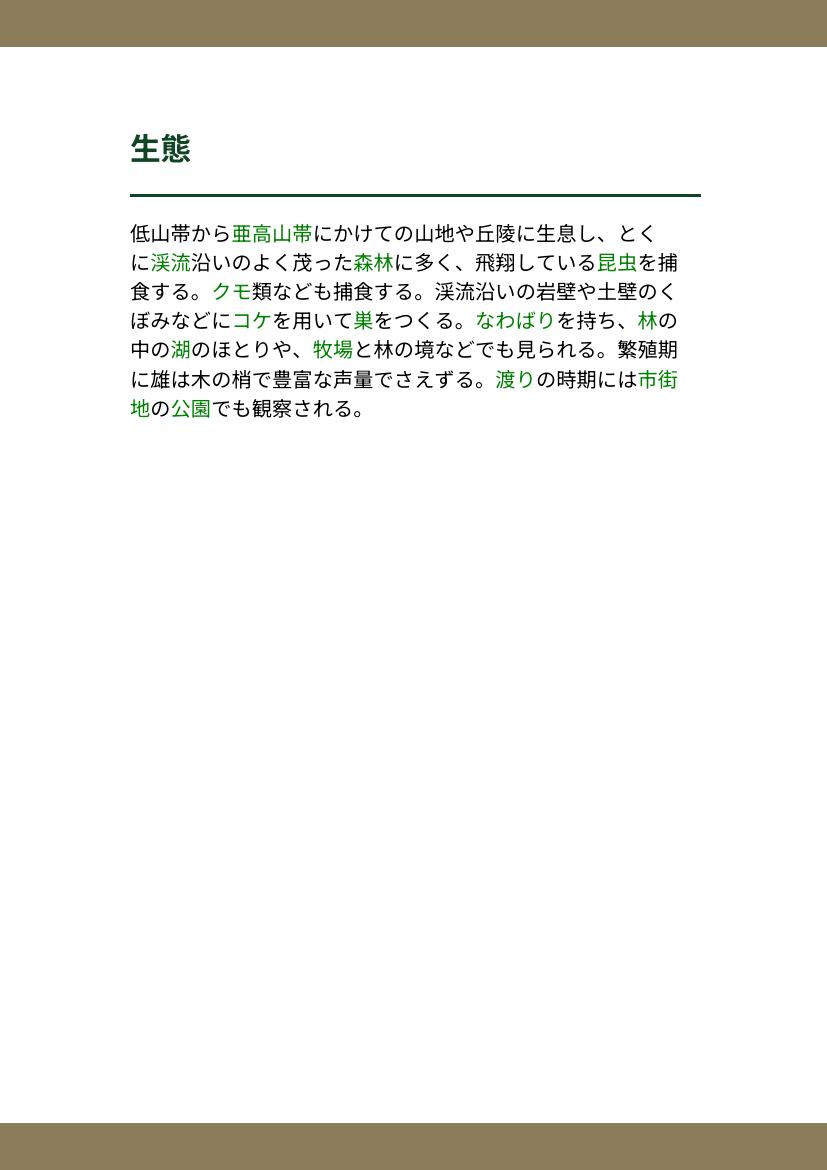 生態
低山帯から亜高山帯にかけての山地や丘陵に生息し、とく
に渓流沿いのよく茂った森林に多く、飛翔している昆虫を捕
食する。クモ類なども捕食する。渓流沿いの岩壁や土壁のく
ぼみなどにコケを用いて巣をつくる。なわばりを持ち、林の
中の湖のほとりや、牧場と林の境などでも見られる。繁殖期
に雄は木の梢で豊富な声量でさえずる。渡りの時期には市街
地の公園でも観察される。